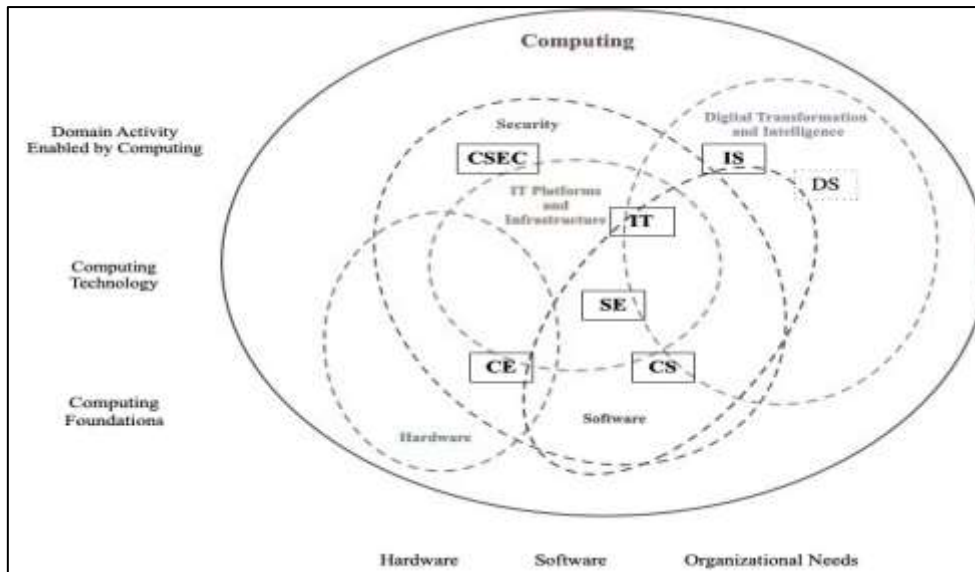 Computing
Domain Activity
Enabled by Computing
Security
Digital Transformation
and Intelligence
CSEC
IS
DS
IT Platforms
and
Infrastructure
IT
Computing
Technology
SE
CE
CS
Computing
Foundations
Software
Hardware
Hardware
Software
Organizational Needs